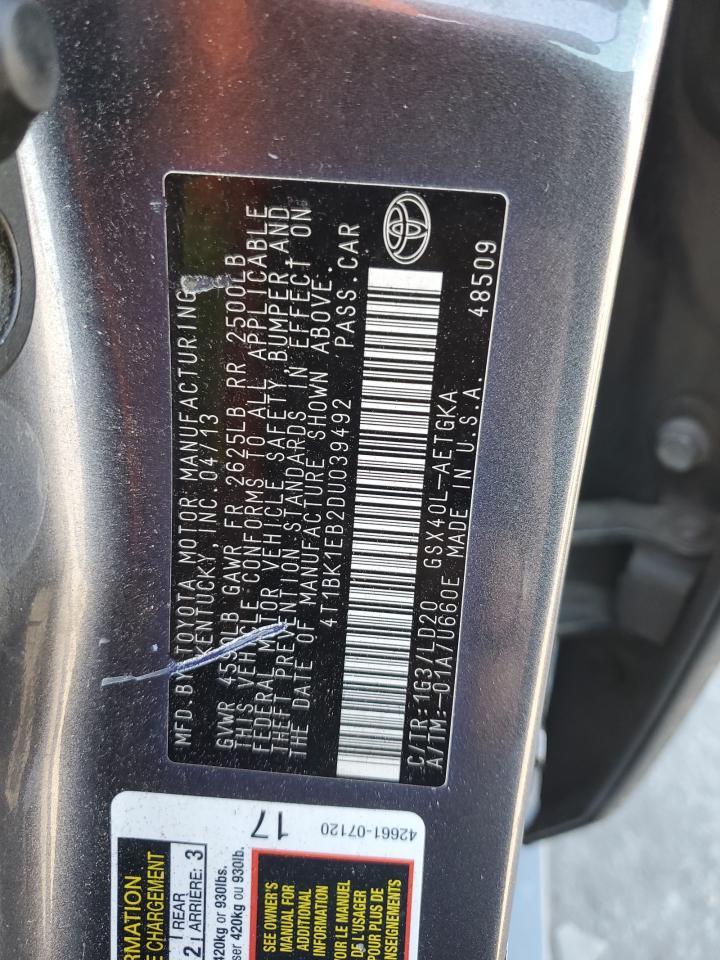 MFD.BY:TOYOTA MOTOR MANUFACTURING,
KENTUCKY, INC. 04/13
GVWR LB GAWR FR 2625LB RR 2500LB
THIS VEHICLE CONFORMS TO ALL APPLICABLE
FEDERAL MOTOR VEHICLE SAFETY, BUMPER, AND
THEFT PREVENTION STANDARDS IN EFFECT ON
THE DATE OF MANUFACTURE SHOWN ABOVE.
4T1BK1EB2DU039492 PASS.CAR
C/TR:1G3/LD20 GSX40L-AETGKA
A/TM:-01A/U660E MADE IN U.S.A. 48509
17
42661-07120
CHARGEMENT
REAR 3
2 ARRIÈRE: 3
420kg or 930lbs.
420kg ou 930lb.
SEE OWNER'S
MANUAL FOR
ADDITIONAL
INFORMATION
VOIR LE MANUEL
DE L'USAGER
POUR PLUS DE
RENSEIGNEMENTS